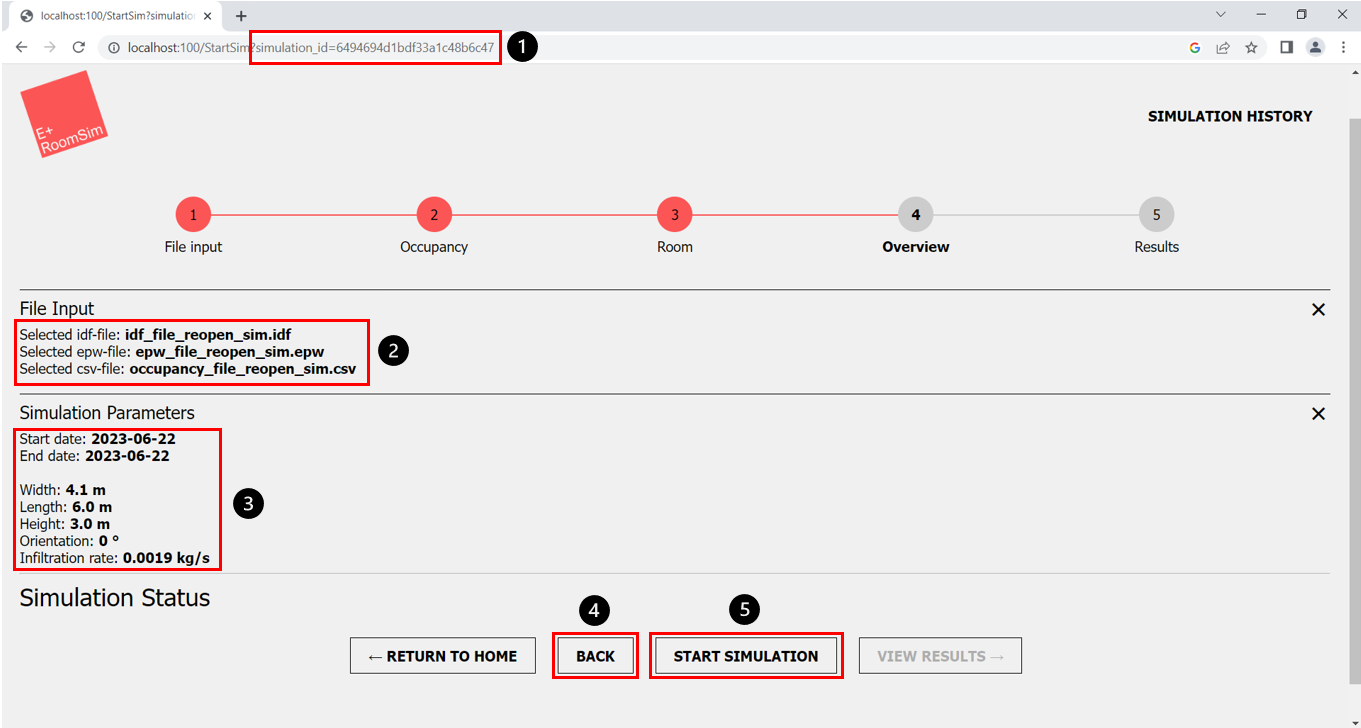 localhost:100/StartSim?simulatio
localhost:100/StartSim?simulation_id=6494694d1bdf33a1c48b6c47
1
E+
RoomSim
SIMULATION HISTORY
1 2 3 4 5
File input Occupancy Room Overview Results
File Input
Selected idf-file: idf_file_reopen_sim.idf
Selected epw-file: epw_file_reopen_sim.epw
Selected csv-file: occupancy_file_reopen_sim.csv
2
Simulation Parameters
Start date: 2023-06-22
End date: 2023-06-22
Width: 4.1 m
Length: 6.0 m
Height: 3.0 m
Orientation: 0 °
Infiltration rate: 0.0019 kg/s
3
Simulation Status
4 5
←RETURN TO HOME BACK START SIMULATION VIEW RESULTS→